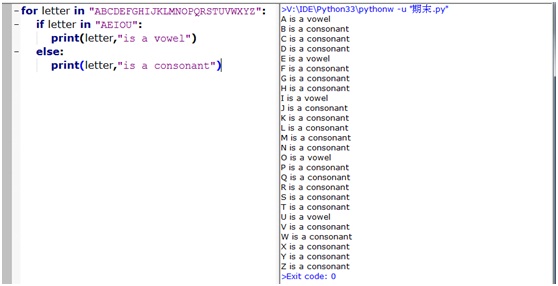 for letter in "ABCDEFGHIJKLMNOPQRSTUVWXYZ":
if letter in "AEIOU":
print(letter,"is a vowel")
else:
print(letter,"is a consonant")
>V:\IDE\Python33\pythonw -u "期末.py"
A is a vowel
B is a consonant
C is a consonant
D is a consonant
E is a vowel
F is a consonant
G is a consonant
H is a consonant
I is a vowel
J is a consonant
K is a consonant
L is a consonant
M is a consonant
N is a consonant
O is a vowel
P is a consonant
Q is a consonant
R is a consonant
S is a consonant
T is a consonant
U is a vowel
V is a consonant
W is a consonant
X is a consonant
Y is a consonant
Z is a consonant
>Exit code: 0